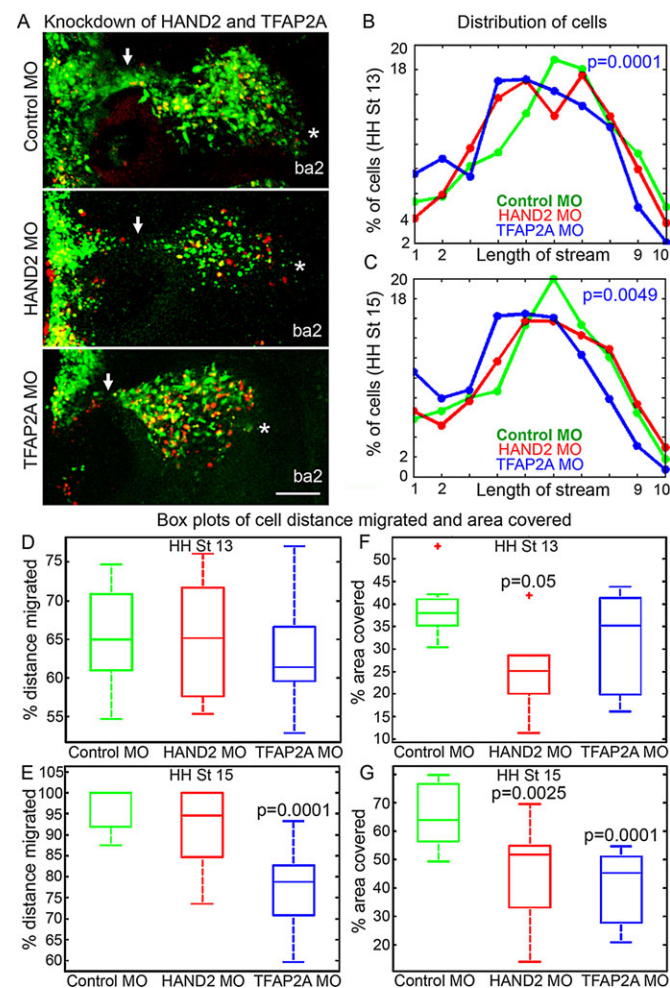 A Knockdown of HAND2 and TFAP2A
Control MO
*
ba2
HAND2 MO
*
ba2
TFAP2A MO
*
ba2
Distribution of cells
B
% of cells (HH St 13)
20
18
4
2
p=0.0001
Control MO
HAND2 MO
TFAP2A MO
1 2 Length of stream 9 10
C
% of cells (HH St 15)
20
18
2
0
p=0.0049
Control MO
HAND2 MO
TFAP2A MO
1 2 Length of stream 9 10
Box plots of cell distance migrated and area covered
D
HH St 13
% distance migrated
75
70
65
60
55
Control MO HAND2 MO TFAP2A MO
F
HH St 13
% area covered
50
45
40
35
30
25
20
15
10
p=0.05
Control MO HAND2 MO TFAP2A MO
E
HH St 15
% distance migrated
105
100
95
90
85
80
75
70
65
60
p=0.0001
Control MO HAND2 MO TFAP2A MO
G
HH St 15
% area covered
70
60
50
40
30
20
p=0.0025
p=0.0001
Control MO HAND2 MO TFAP2A MO